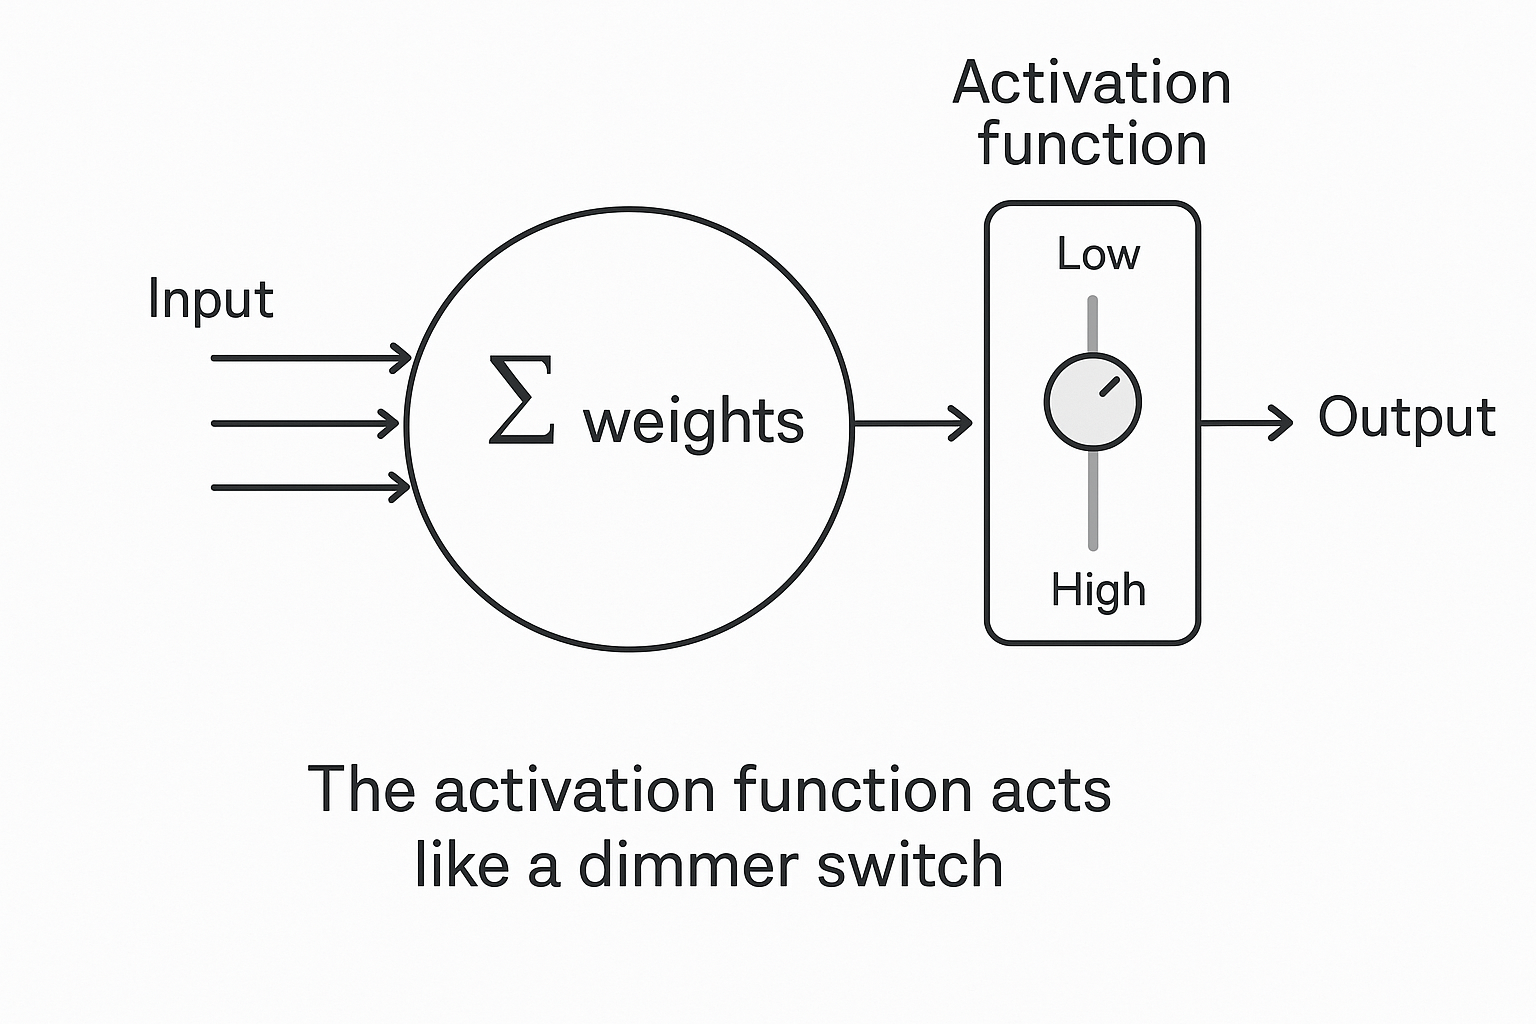 Activation
function
Input
Σ weights
Low
High
Output
The activation function acts
like a dimmer switch